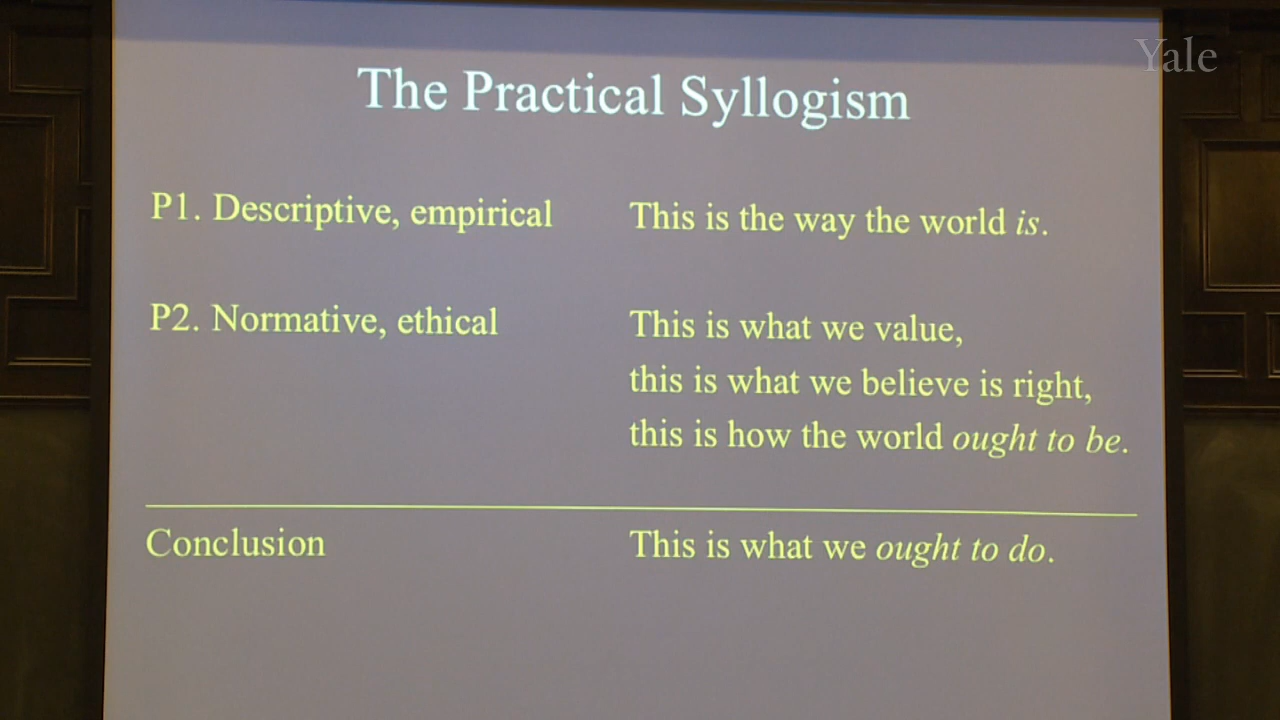 Yale
The Practical Syllogism
P1. Descriptive, empirical
This is the way the world is.
P2. Normative, ethical
This is what we value,
this is what we believe is right,
this is how the world ought to be.
Conclusion
This is what we ought to do.